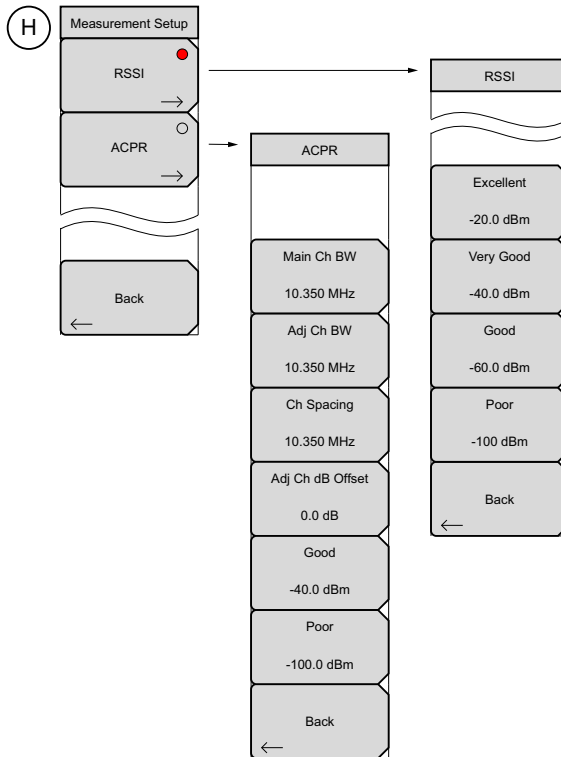 H
Measurement Setup
RSSI
ACPR
Back
ACPR
Main Ch BW
10.350 MHz
Adj Ch BW
10.350 MHz
Ch Spacing
10.350 MHz
Adj Ch dB Offset
0.0 dB
Good
-40.0 dBm
Poor
-100.0 dBm
Back
RSSI
Excellent
-20.0 dBm
Very Good
-40.0 dBm
Good
-60.0 dBm
Poor
-100 dBm
Back